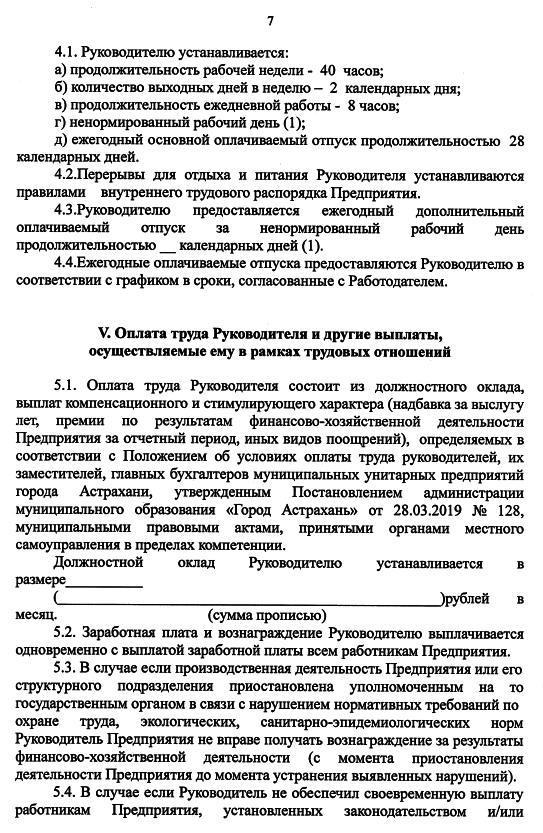 7
4.1. Руководителю устанавливается:
а) продолжительность рабочей недели - 40 часов;
б) количество выходных дней в неделю – 2 календарных дня;
в) продолжительность ежедневной работы - 8 часов;
г) ненормированный рабочий день (1);
д) ежегодный основной оплачиваемый отпуск продолжительностью 28
календарных дней.
4.2.Перерывы для отдыха и питания Руководителя устанавливаются
правилами внутреннего трудового распорядка Предприятия.
4.3.Руководителю предоставляется ежегодный дополнительный
оплачиваемый отпуск за ненормированный рабочий день
продолжительностью __ календарных дней (1).
4.4.Ежегодные оплачиваемые отпуска предоставляются Руководителю в
соответствии с графиком в сроки, согласованные с Работодателем.
V. Оплата труда Руководителя и другие выплаты,
осуществляемые ему в рамках трудовых отношений
5.1. Оплата труда Руководителя состоит из должностного оклада,
выплат компенсационного и стимулирующего характера (надбавка за выслугу
лет, премии по результатам финансово-хозяйственной деятельности
Предприятия за отчетный период, иных видов поощрений), определяемых в
соответствии с Положением об условиях оплаты труда руководителей, их
заместителей, главных бухгалтеров муниципальных унитарных предприятий
города Астрахани, утвержденным Постановлением администрации
муниципального образования «Город Астрахань» от 28.03.2019 № 128,
муниципальными правовыми актами, принятыми органами местного
самоуправления в пределах компетенции.
Должностной оклад Руководителю устанавливается в
размере___________
(______________________________________________________)рублей в
месяц. (сумма прописью)
5.2. Заработная плата и вознаграждение Руководителю выплачивается
одновременно с выплатой заработной платы всем работникам Предприятия.
5.3. В случае если производственная деятельность Предприятия или его
структурного подразделения приостановлена уполномоченным на то
государственным органом в связи с нарушением нормативных требований по
охране труда, экологических, санитарно-эпидемиологических норм
Руководитель Предприятия не вправе получать вознаграждение за результаты
финансово-хозяйственной деятельности (с момента приостановления
деятельности Предприятия до момента устранения выявленных нарушений).
5.4. В случае если Руководитель не обеспечил своевременную выплату
работникам Предприятия, установленных законодательством и/или